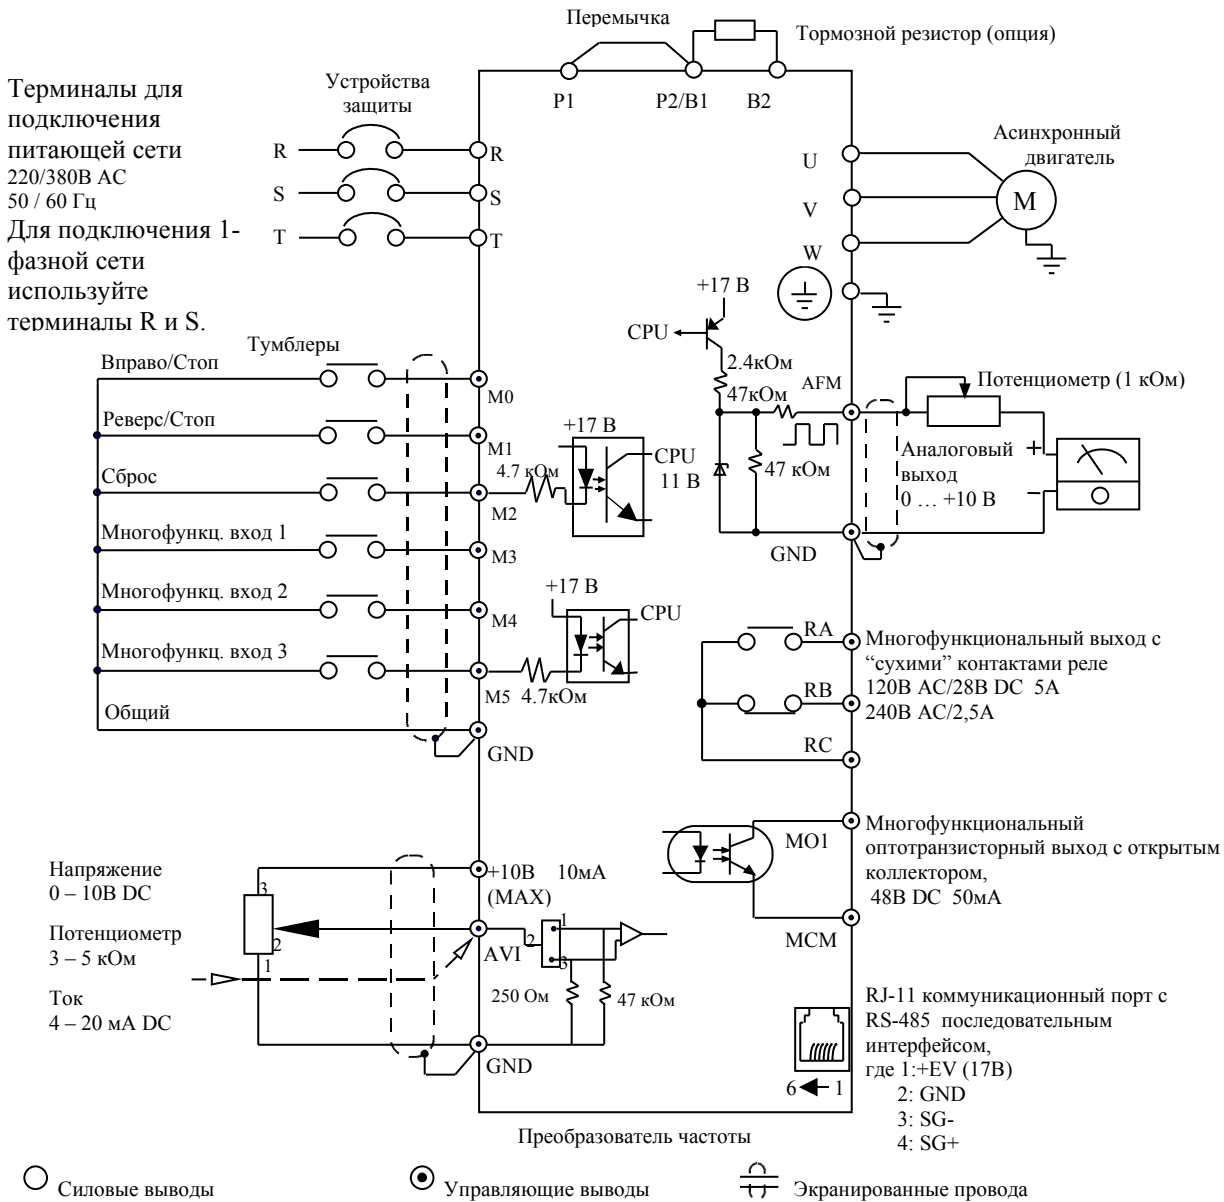 Перемычка
Тормозной резистор (опция)
P1
P2/B1
B2
Терминалы для
подключения
питающей сети
220/380В AC
50 / 60 Гц
Для подключения 1-
фазной сети
используйте
терминалы R и S.
Устройства
защиты
R
R
S
S
T
T
U
V
W
Асинхронный
двигатель
M
+17 В
CPU
2.4кОм
47кОм
AFM
Потенциометр (1 кОм)
47 кОм
11 В
Аналоговый
выход
0 … +10 В
+
−
GND
Тумблеры
Вправо/Стоп
M0
Реверс/Стоп
M1
+17 В
4.7 кОм
CPU
Сброс
M2
Многофункц. вход 1
M3
Многофункц. вход 2
M4
+17 В
CPU
Многофункц. вход 3
M5
4.7кОм
Общий
GND
RA
RB
RC
Многофункциональный выход с
“сухими” контактами реле
120В AC/28В DC 5А
240В AC/2,5А
MO1
MCM
Многофункциональный
оптотранзисторный выход с открытым
коллектором,
48В DC 50мА
Напряжение
0 – 10В DC
Потенциометр
3 – 5 кОм
Ток
4 – 20 мА DC
3
2
1
+10В 10мА
(MAX)
AVI
1
2
3
250 Ом
47 кОм
GND
RJ-11 коммуникационный порт с
RS-485 последовательным
интерфейсом,
где 1:+EV (17В)
2: GND
3: SG-
4: SG+
6
1
Преобразователь частоты
Силовые выводы
Управляющие выводы
Экранированные провода